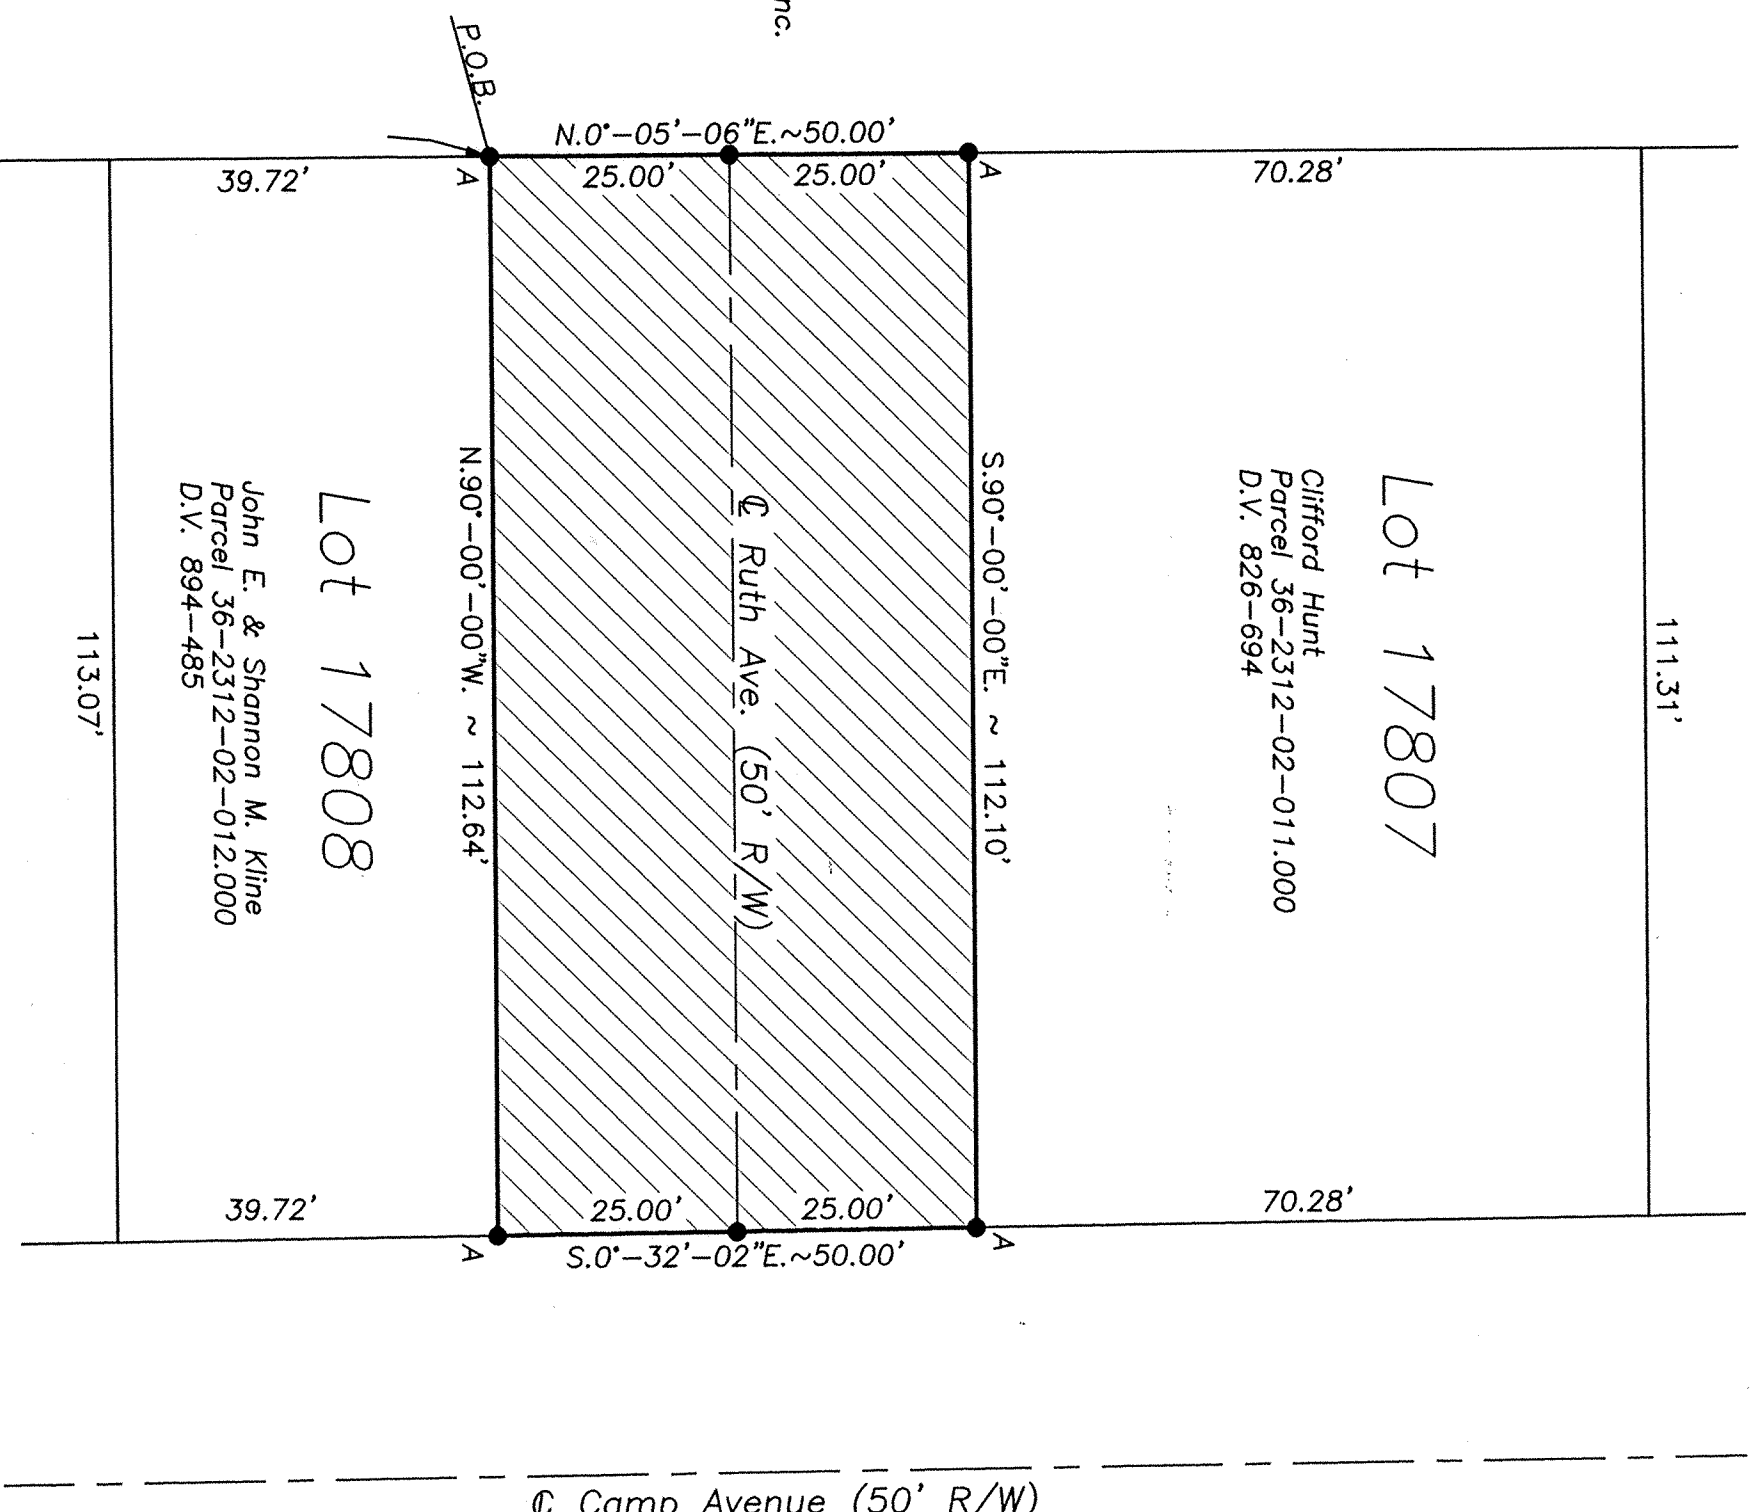 nc.
P.O.B.
N.0°-05'-06"E.~50.00'
39.72'
A
25.00'
25.00'
A
70.28'
S.90°-00'-00"E. ~ 112.10'
N.90°-00'-00"W. ~ 112.64'
℄ Ruth Ave. (50' R/W)
Lot 17807
Clifford Hunt
Parcel 36-2312-02-011.000
D.V. 826-694
111.31'
Lot 17808
John E. & Shannon M. Kline
Parcel 36-2312-02-012.000
D.V. 894-485
113.07'
39.72'
A
25.00'
25.00'
A
70.28'
S.0°-32'-02"E.~50.00'
℄ Camp Avenue (50' R/W)